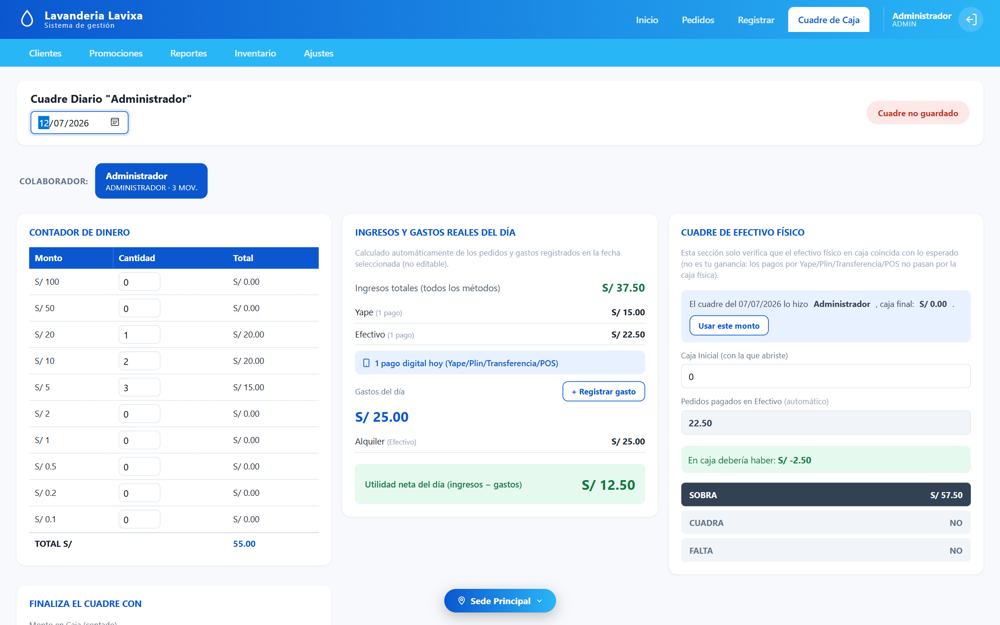 Lavanderia Lavixa
Sistema de gestión
Inicio
Pedidos
Registrar
Cuadre de Caja
Administrador
ADMIN
Clientes
Promociones
Reportes
Inventario
Ajustes
Cuadre Diario "Administrador"
12/07/2026
Cuadre no guardado
COLABORADOR:
Administrador
ADMINISTRADOR · 3 MOV.
CONTADOR DE DINERO
Monto Cantidad Total
S/ 100 0 S/ 0.00
S/ 50 0 S/ 0.00
S/ 20 1 S/ 20.00
S/ 10 2 S/ 20.00
S/ 5 3 S/ 15.00
S/ 2 0 S/ 0.00
S/ 1 0 S/ 0.00
S/ 0.5 0 S/ 0.00
S/ 0.2 0 S/ 0.00
S/ 0.1 0 S/ 0.00
TOTAL S/ 55.00
INGRESOS Y GASTOS REALES DEL DÍA
Calculado automáticamente de los pedidos y gastos registrados en la fecha
seleccionada (no editable).
Ingresos totales (todos los métodos) S/ 37.50
Yape (1 pago) S/ 15.00
Efectivo (1 pago) S/ 22.50
1 pago digital hoy (Yape/Plin/Transferencia/POS)
Gastos del día
+ Registrar gasto
S/ 25.00
Alquiler (Efectivo) S/ 25.00
Utilidad neta del día (ingresos − gastos) S/ 12.50
CUADRE DE EFECTIVO FÍSICO
Esta sección solo verifica que el efectivo físico en caja coincida con lo esperado
(no es tu ganancia: los pagos por Yape/Plin/Transferencia/POS no pasan por la
caja física).
El cuadre del 07/07/2026 lo hizo Administrador , caja final: S/ 0.00 .
Usar este monto
Caja Inicial (con la que abriste)
0
Pedidos pagados en Efectivo (automático)
22.50
En caja debería haber: S/ -2.50
SOBRA S/ 57.50
CUADRA NO
FALTA NO
FINALIZA EL CUADRE CON
Monto en Caja (contado)
Sede Principal